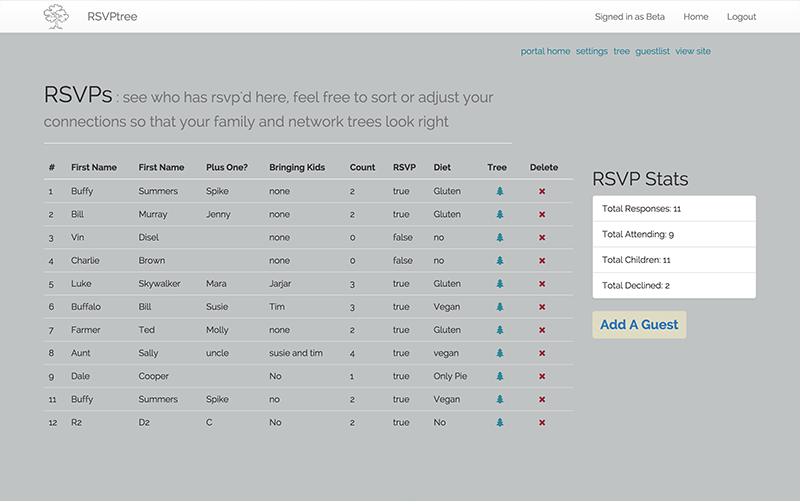 RSVPtree Signed in as Beta Home Logout
portal home settings tree guestlist view site
RSVPs : see who has rsvp'd here, feel free to sort or adjust your
connections so that your family and network trees look right
# First Name First Name Plus One? Bringing Kids Count RSVP Diet Tree Delete
1 Buffy Summers Spike none 2 true Gluten
2 Bill Murray Jenny none 2 true Gluten
3 Vin Disel none 0 false no
4 Charlie Brown none 0 false no
5 Luke Skywalker Mara Jarjar 3 true Gluten
6 Buffalo Bill Susie Tim 3 true Vegan
7 Farmer Ted Molly none 2 true Gluten
8 Aunt Sally uncle susie and tim 4 true vegan
9 Dale Cooper No 1 true Only Pie
11 Buffy Summers Spike no 2 true Vegan
12 R2 D2 C No 2 true No
RSVP Stats
Total Responses: 11
Total Attending: 9
Total Children: 11
Total Declined: 2
Add A Guest